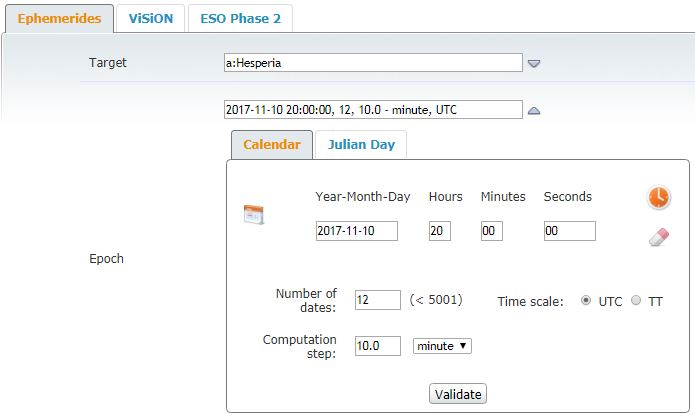 Ephemerides ViSiON ESO Phase 2
Target a:Hesperia
2017-11-10 20:00:00, 12, 10.0 - minute, UTC
Calendar Julian Day
Year-Month-Day Hours Minutes Seconds
2017-11-10 20 00 00
Epoch
Number of
dates: 12 (< 5001) Time scale: UTC TT
Computation
step: 10.0 minute
Validate